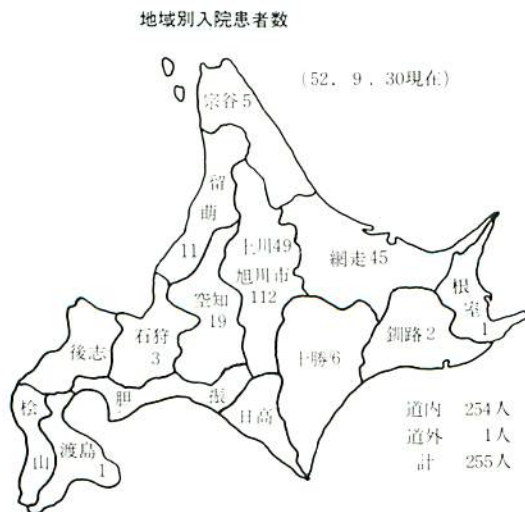 地域別入院患者数
(52. 9. 30現在)
宗谷5
留
萌
11
上川49
旭川市
112
網走45
根
室
1
空知
19
石狩
3
後志
釧路2
十勝6
胆
振
日高
桧
山
渡島
1
道内 254人
道外 1人
計 255人